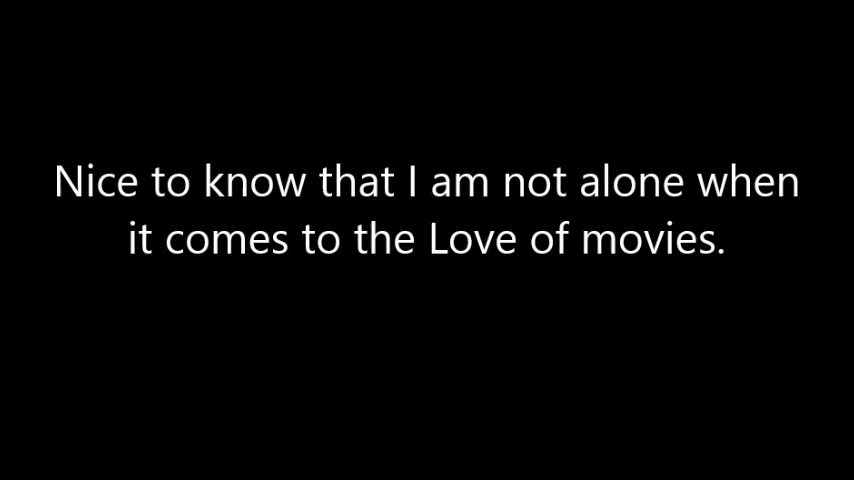 Nice to know that I am not alone when
it comes to the Love of movies.